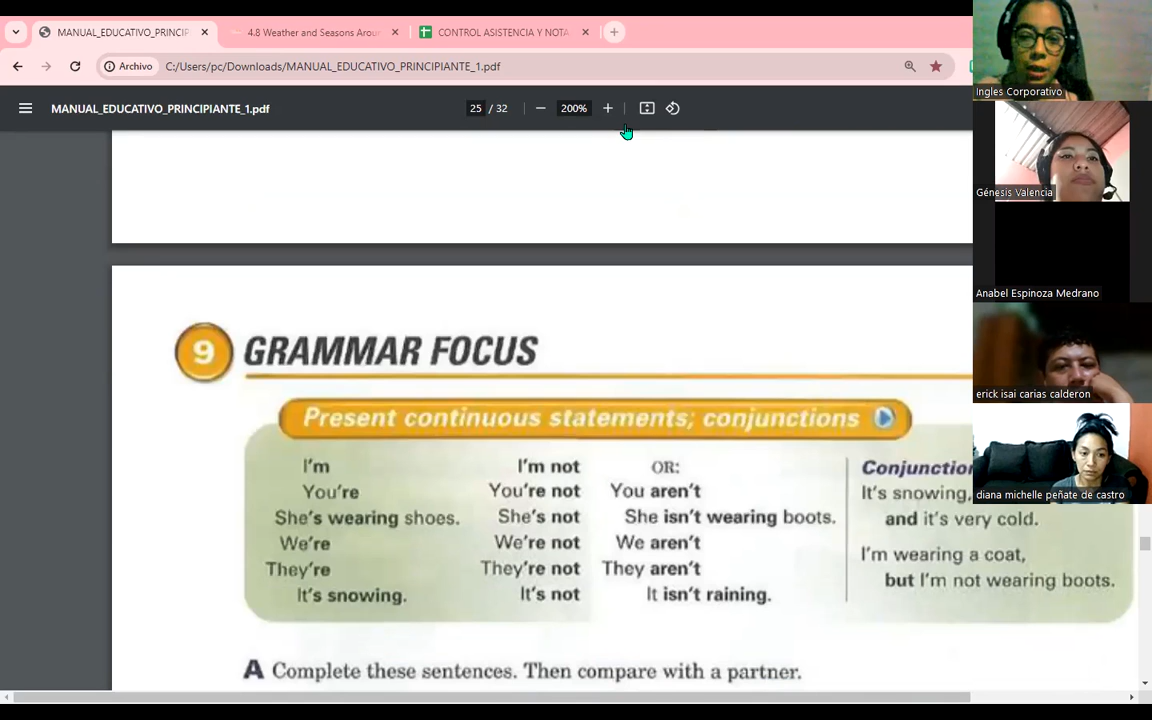 MANUAL_EDUCATIVO_PRINCIP
4.8 Weather and Seasons Arou
CONTROL ASISTENCIA Y NOTA
Archivo
C:/Users/pc/Downloads/MANUAL_EDUCATIVO_PRINCIPIANTE_1.pdf
MANUAL_EDUCATIVO_PRINCIPIANTE_1.pdf
25 / 32
200%
Ingles Corporativo
Génesis Valencia
Anabel Espinoza Medrano
erick isai carias calderon
diana michelle peñate de castro
9 GRAMMAR FOCUS
Present continuous statements; conjunctions
I'm I'm not OR:
You're You're not You aren't
She's wearing shoes. She's not She isn't wearing boots.
We're We're not We aren't
They're They're not They aren't
It's snowing. It's not It isn't raining.
Conjunction
It's snowing,
and it's very cold.
I'm wearing a coat,
but I'm not wearing boots.
A Complete these sentences. Then compare with a partner.